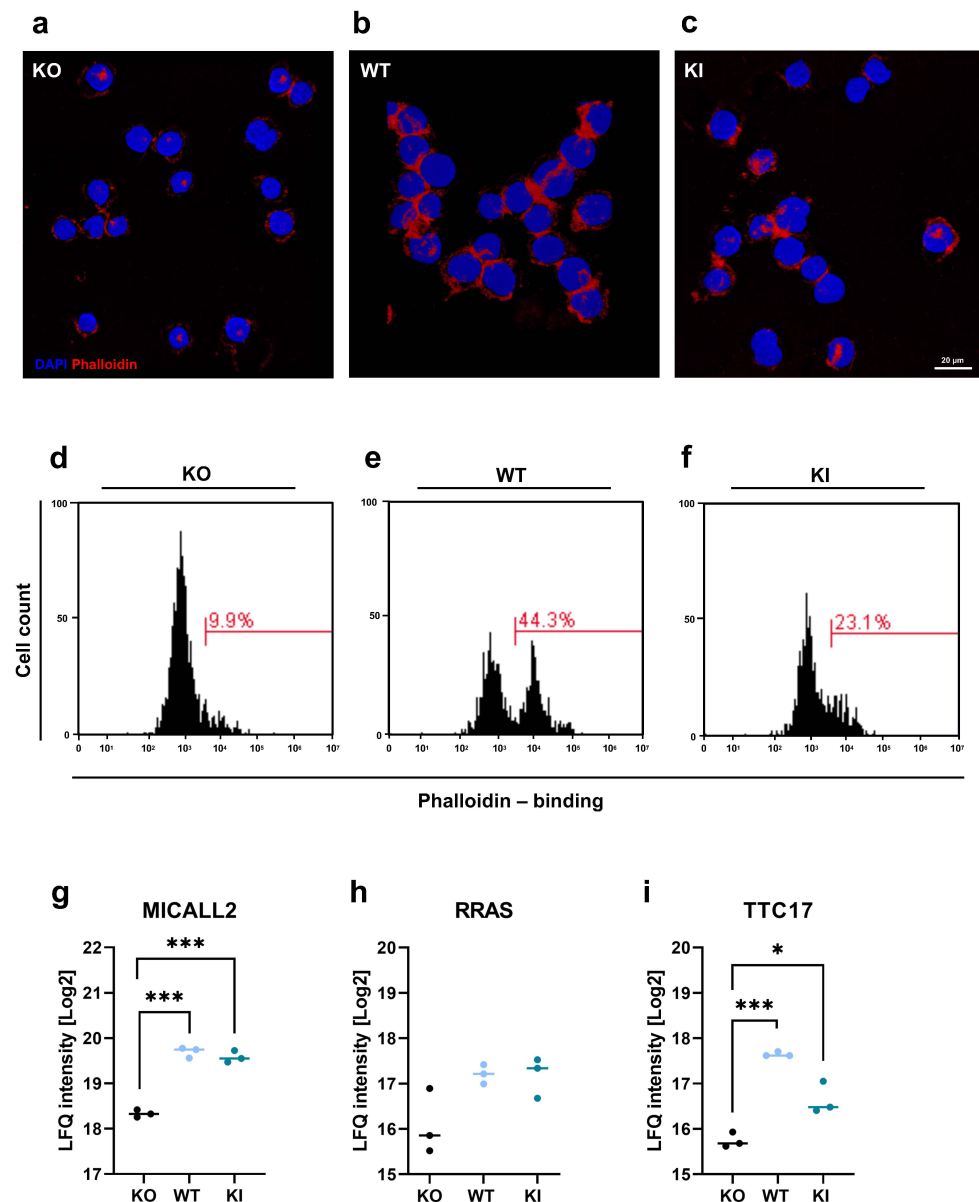 a b c
KO WT KI
DAPI Phalloidin
20 µm
d e f
KO WT KI
Cell count
100 50 0
9.9%
0 10¹ 10² 10³ 10⁴ 10⁵ 10⁶ 10⁷
100 50 0
44.3%
0 10¹ 10² 10³ 10⁴ 10⁵ 10⁶ 10⁷
100 50 0
23.1%
0 10¹ 10² 10³ 10⁴ 10⁵ 10⁶ 10⁷
Phalloidin – binding
g h i
MICALL2
LFQ intensity [Log2]
22 21 20 19 18 17
***
***
KO WT KI
RRAS
LFQ intensity [Log2]
20 19 18 17 16 15
KO WT KI
TTC17
LFQ intensity [Log2]
20 19 18 17 16 15
*
***
KO WT KI